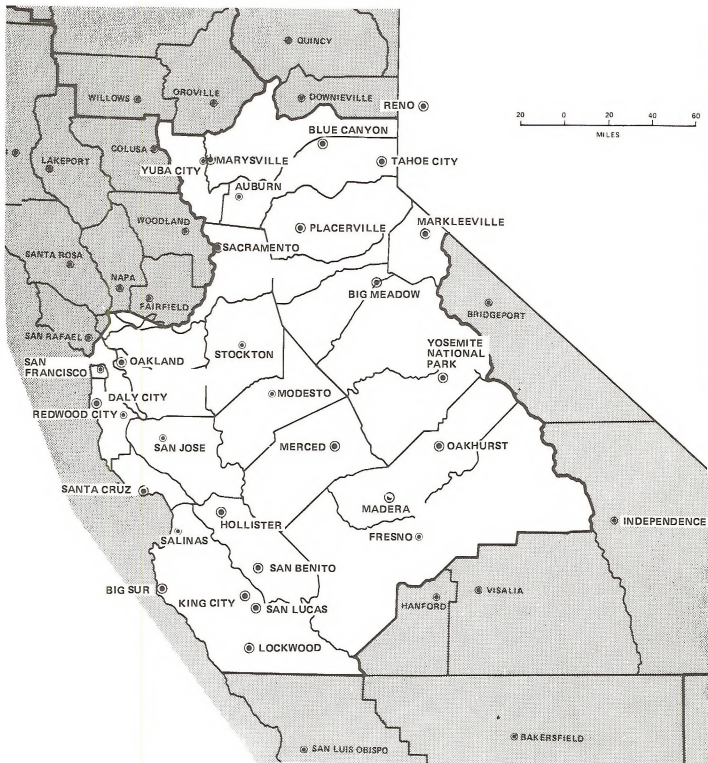 QUINCY
WILLOWS
OROVILLE
DOWNIEVILLE
RENO
20 0 20 40 60
MILES
BLUE CANYON
COLUSA
LAKEPORT
YUBA CITY
MARYSVILLE
TAHOE CITY
AUBURN
WOODLAND
PLACERVILLE
MARKLEEVILLE
SACRAMENTO
SANTA ROSA
NAPA
FAIRFIELD
BIG MEADOW
BRIDGEPORT
SAN RAFAEL
SAN
FRANCISCO
OAKLAND
STOCKTON
YOSEMITE
NATIONAL
PARK
DALY CITY
REDWOOD CITY
MODESTO
SAN JOSE
MERCED
OAKHURST
SANTA CRUZ
HOLLISTER
MADERA
INDEPENDENCE
SALINAS
FRESNO
SAN BENITO
BIG SUR
KING CITY
SAN LUCAS
HANFORD
VISALIA
LOCKWOOD
SAN LUIS OBISPO
BAKERSFIELD